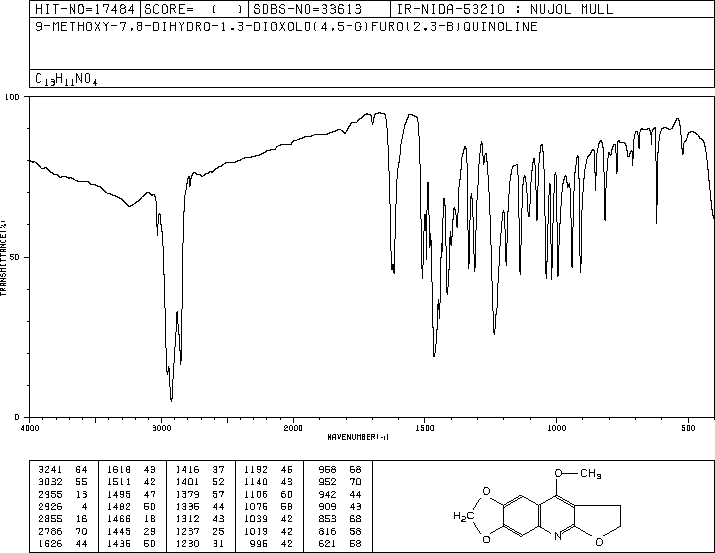 HIT-NO=17484 SCORE= ( ) SDBS-NO=33613 IR-NIDA-53210 : NUJOL MULL
9-METHOXY-7,8-DIHYDRO-1,3-DIOXOLO(4,5-G)FURO(2,3-B)QUINOLINE
C13H11NO4
100
50
0
TRANSMITTANCE(%)
4000 3000 2000 1500 1000 500
WAVENUMBER(-1)
3241 64 1618 43 1416 37 1192 46 958 68
3032 55 1511 42 1401 52 1140 43 952 70
2955 13 1495 47 1379 57 1106 60 942 44
2926 4 1482 50 1336 44 1076 58 909 43
2855 16 1466 18 1312 43 1039 42 853 68
2786 70 1445 29 1237 25 1019 42 816 58
1626 44 1436 60 1230 31 996 42 621 58
O CH3
O
H2C
O
N
O